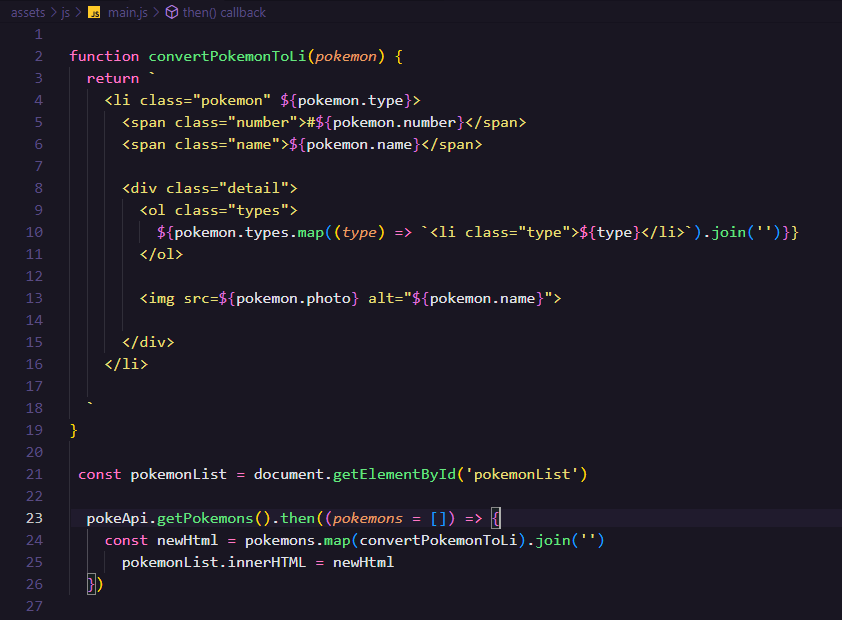 assets > js > JS main.js > then() callback
1
2 function convertPokemonToLi(pokemon) {
3 return `
4 <li class="pokemon" ${pokemon.type}>
5 <span class="number">#${pokemon.number}</span>
6 <span class="name">${pokemon.name}</span>
7
8 <div class="detail">
9 <ol class="types">
10 ${pokemon.types.map((type) => `<li class="type">${type}</li>`).join('')}}
11 </ol>
12
13 <img src=${pokemon.photo} alt="${pokemon.name}">
14
15 </div>
16 </li>
17
18 `
19 }
20
21 const pokemonList = document.getElementById('pokemonList')
22
23 pokeApi.getPokemons().then((pokemons = []) => {
24 const newHtml = pokemons.map(convertPokemonToLi).join('')
25 pokemonList.innerHTML = newHtml
26 })
27